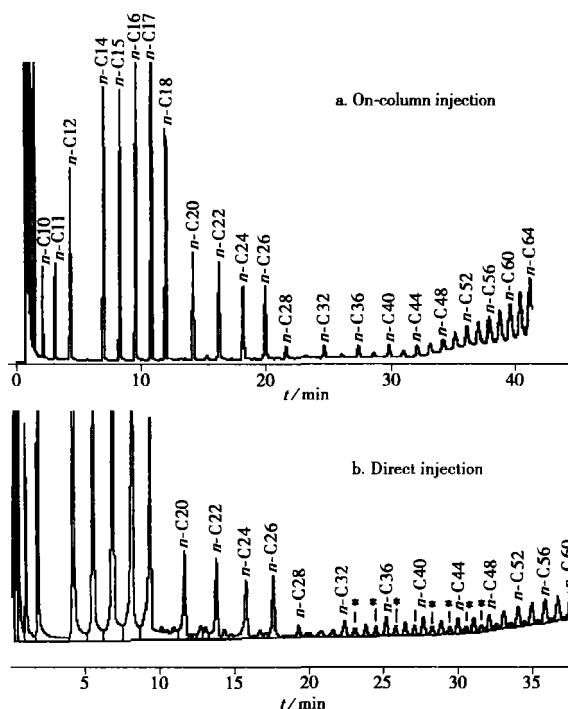 a. On-column injection
n-C10
n-C11
n-C12
n-C14
n-C15
n-C16
n-C17
n-C18
n-C20
n-C22
n-C24
n-C26
n-C28
n-C32
n-C36
n-C40
n-C44
n-C48
n-C52
n-C56
n-C60
n-C64
0 10 20 30 40
t/min
b. Direct injection
n-C20
n-C22
n-C24
n-C26
n-C28
n-C32
* * *
n-C36
n-C40
* *
n-C44
* *
n-C48
n-C52
n-C56
n-C60
5 10 15 20 25 30 35
t/min